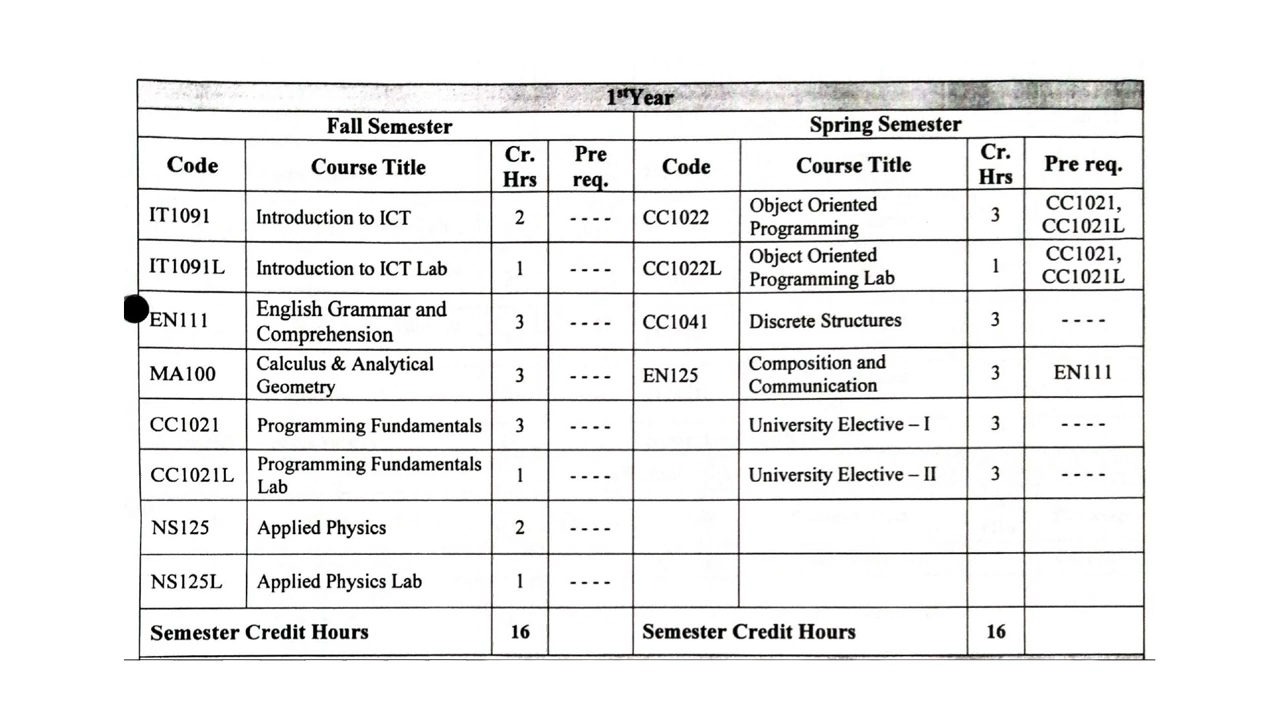 1stYear
Fall Semester Spring Semester
Code Course Title Cr. Hrs Pre req. Code Course Title Cr. Hrs Pre req.
IT1091 Introduction to ICT 2 ---- CC1022 Object Oriented Programming 3 CC1021, CC1021L
IT1091L Introduction to ICT Lab 1 ---- CC1022L Object Oriented Programming Lab 1 CC1021, CC1021L
EN111 English Grammar and Comprehension 3 ---- CC1041 Discrete Structures 3 ----
MA100 Calculus & Analytical Geometry 3 ---- EN125 Composition and Communication 3 EN111
CC1021 Programming Fundamentals 3 ---- University Elective – I 3 ----
CC1021L Programming Fundamentals Lab 1 ---- University Elective – II 3 ----
NS125 Applied Physics 2 ----
NS125L Applied Physics Lab 1 ----
Semester Credit Hours 16 Semester Credit Hours 16